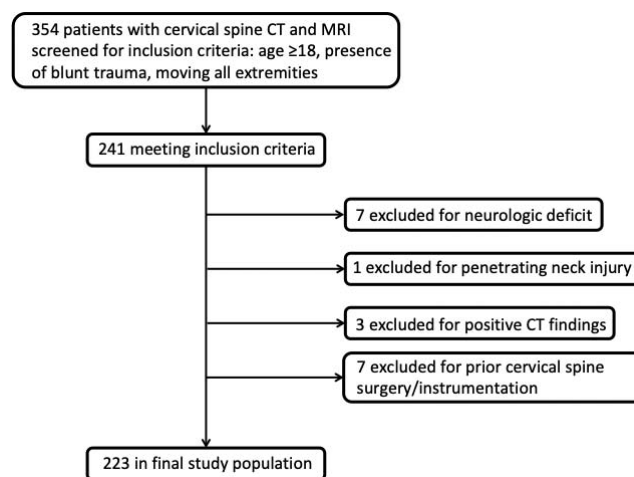 354 patients with cervical spine CT and MRI
screened for inclusion criteria: age ≥18, presence
of blunt trauma, moving all extremities
241 meeting inclusion criteria
7 excluded for neurologic deficit
1 excluded for penetrating neck injury
3 excluded for positive CT findings
7 excluded for prior cervical spine
surgery/instrumentation
223 in final study population